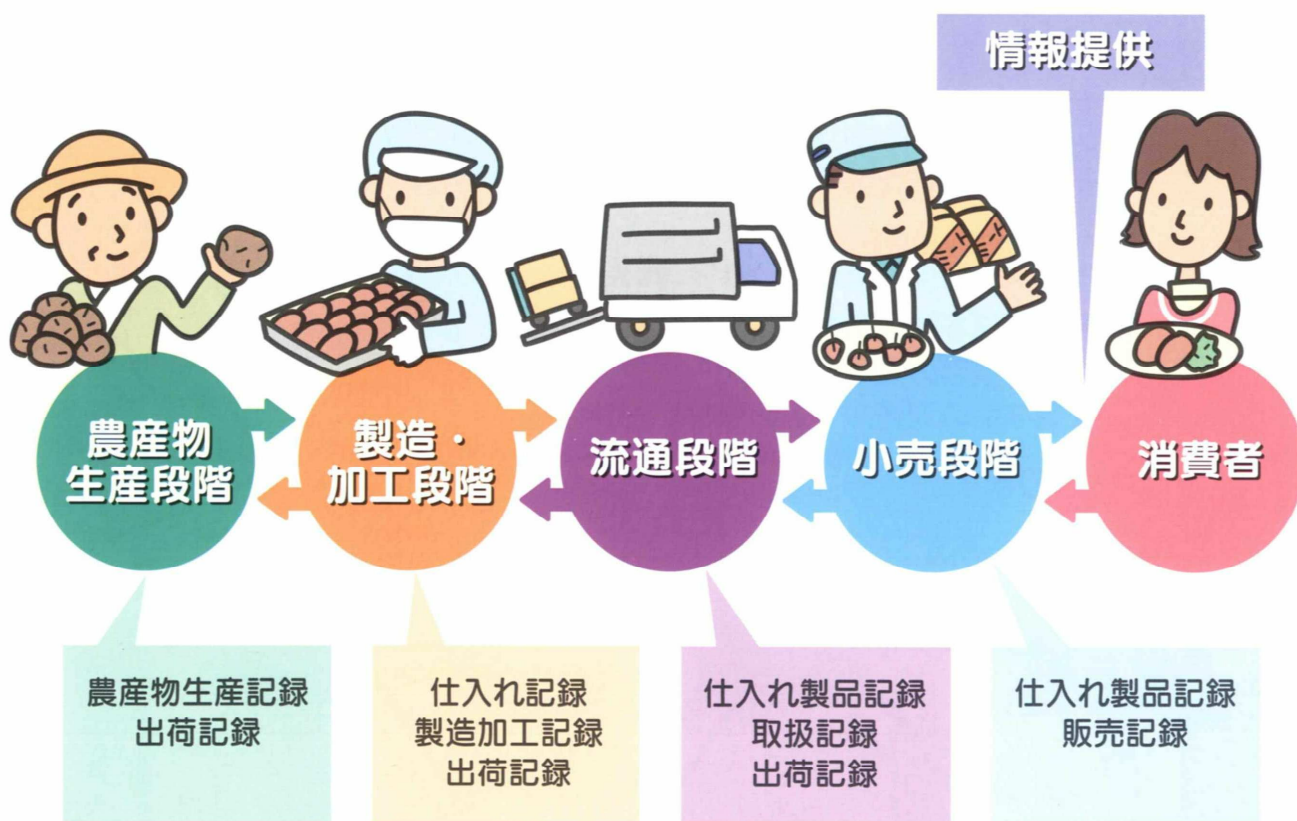 情報提供
農産物
生産段階
製造・
加工段階
流通段階
小売段階
消費者
農産物生産記録
出荷記録
仕入れ記録
製造加工記録
出荷記録
仕入れ製品記録
取扱記録
出荷記録
仕入れ製品記録
販売記録